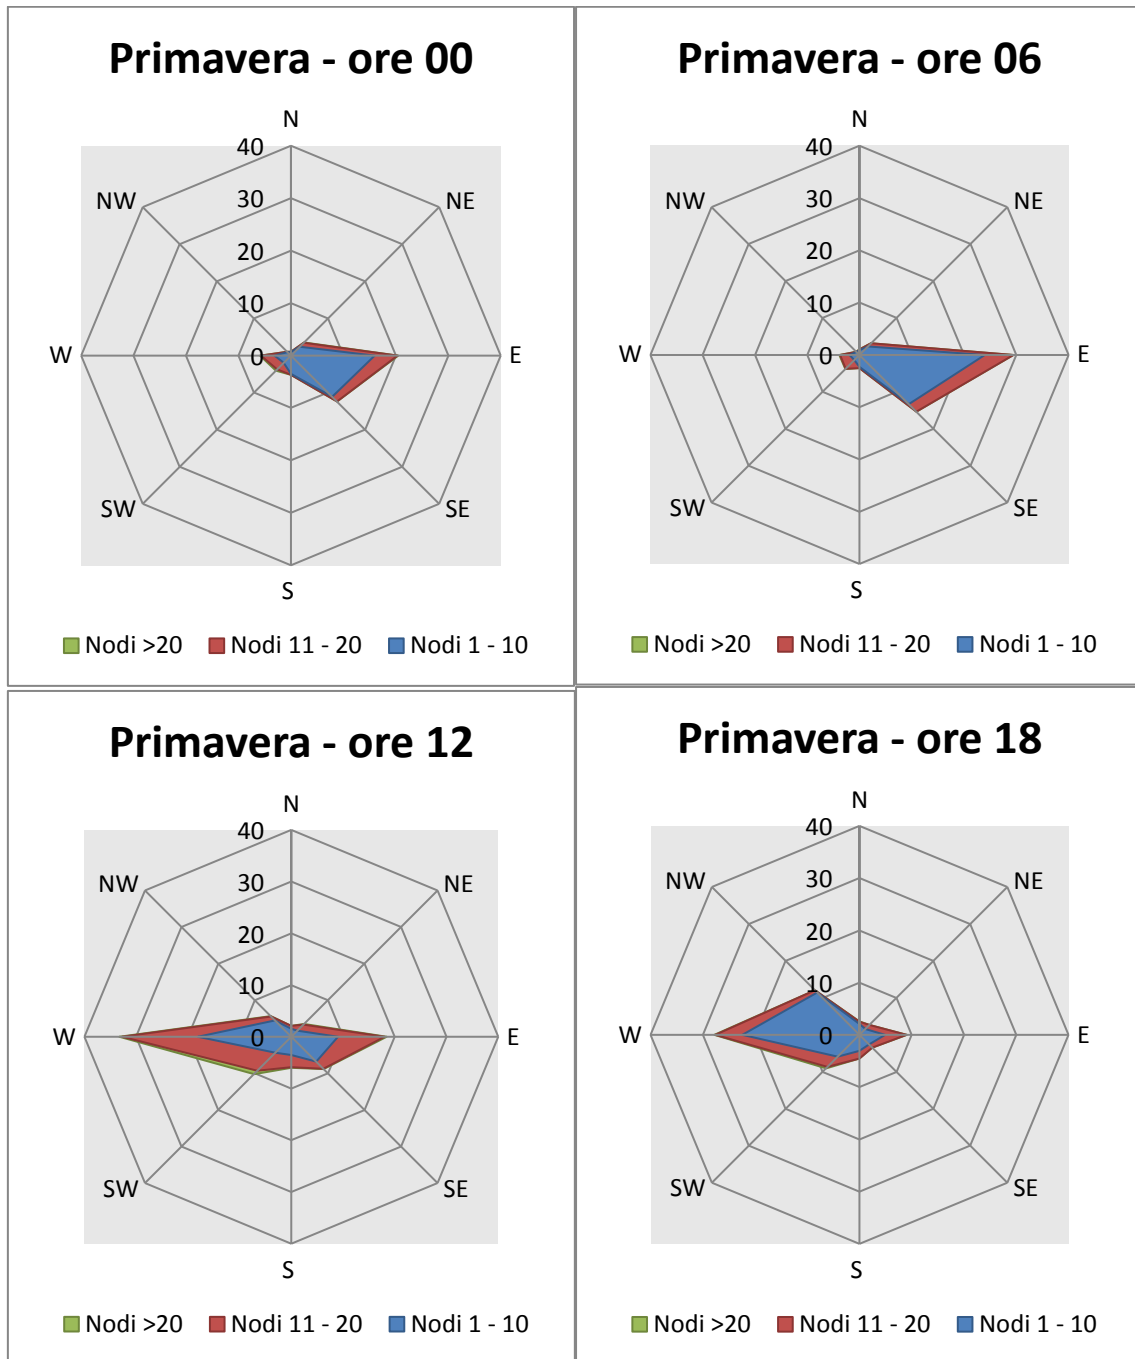 Primavera - ore 00
N
40
NW
NE
30
20
10
W
0
E
SW
SE
S
Nodi >20 Nodi 11 - 20 Nodi 1 - 10
Primavera - ore 06
N
40
NW
NE
30
20
10
W
0
E
SW
SE
S
Nodi >20 Nodi 11 - 20 Nodi 1 - 10
Primavera - ore 12
N
40
NW
NE
30
20
10
W
0
E
SW
SE
S
Nodi >20 Nodi 11 - 20 Nodi 1 - 10
Primavera - ore 18
N
40
NW
NE
30
20
10
W
0
E
SW
SE
S
Nodi >20 Nodi 11 - 20 Nodi 1 - 10